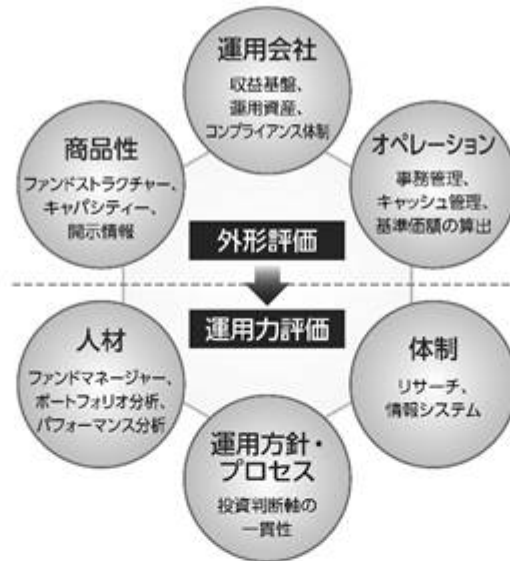 運用会社
収益基盤、
運用資産、
コンプライアンス体制
商品性
ファンドストラクチャー、
キャパシティー、
開示情報
オペレーション
事務管理、
キャッシュ管理、
基準価額の算出
外形評価
運用力評価
人材
ファンドマネージャー、
ポートフォリオ分析、
パフォーマンス分析
体制
リサーチ、
情報システム
運用方針・
プロセス
投資判断軸の
一貫性